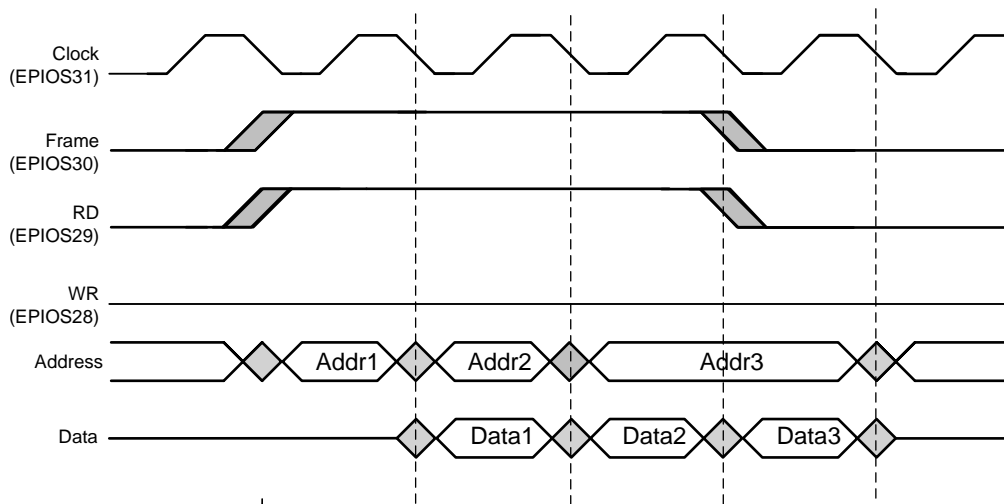 Clock
(EPIOS31)
Frame
(EPIOS30)
RD
(EPIOS29)
WR
(EPIOS28)
Address
Addr1
Addr2
Addr3
Data
Data1
Data2
Data3